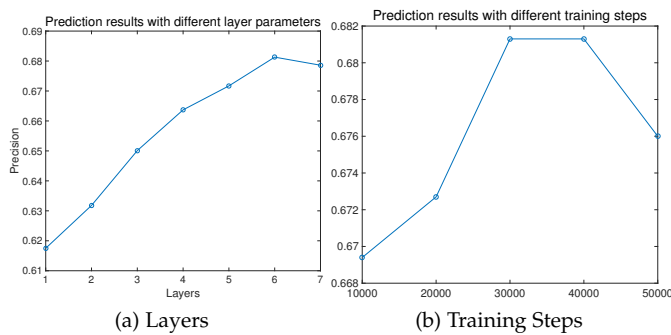 Prediction results with different layer parameters
0.69
0.68
0.67
0.66
0.65
0.64
0.63
0.62
0.61
Precision
1 2 3 4 5 6 7
Layers
(a) Layers
Prediction results with different training steps
0.682
0.68
0.678
0.676
0.674
0.672
0.67
0.668
10000 20000 30000 40000 50000
(b) Training Steps